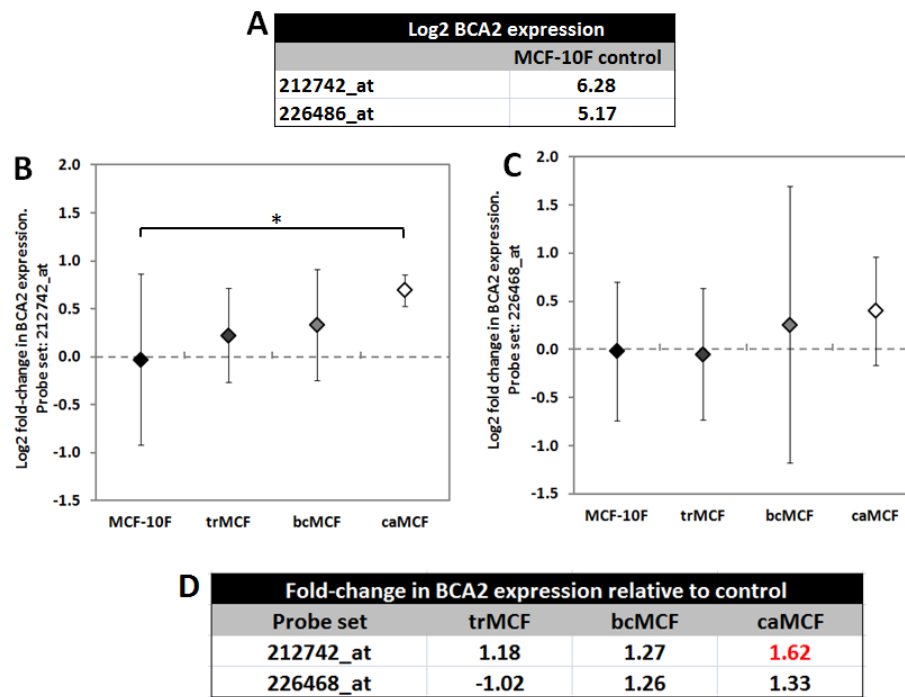 A
Log2 BCA2 expression
MCF-10F control
212742_at 6.28
226486_at 5.17
B
Log2 fold-change in BCA2 expression.
Probe set: 212742_at
2.0
1.5
1.0
0.5
0.0
-0.5
-1.0
-1.5
*
MCF-10F trMCF bcMCF caMCF
C
Log2 fold change in BCA2 expression.
Probe set: 226468_at
2.0
1.5
1.0
0.5
0.0
-0.5
-1.0
-1.5
MCF-10F trMCF bcMCF caMCF
D
Fold-change in BCA2 expression relative to control
Probe set trMCF bcMCF caMCF
212742_at 1.18 1.27 1.62
226468_at -1.02 1.26 1.33